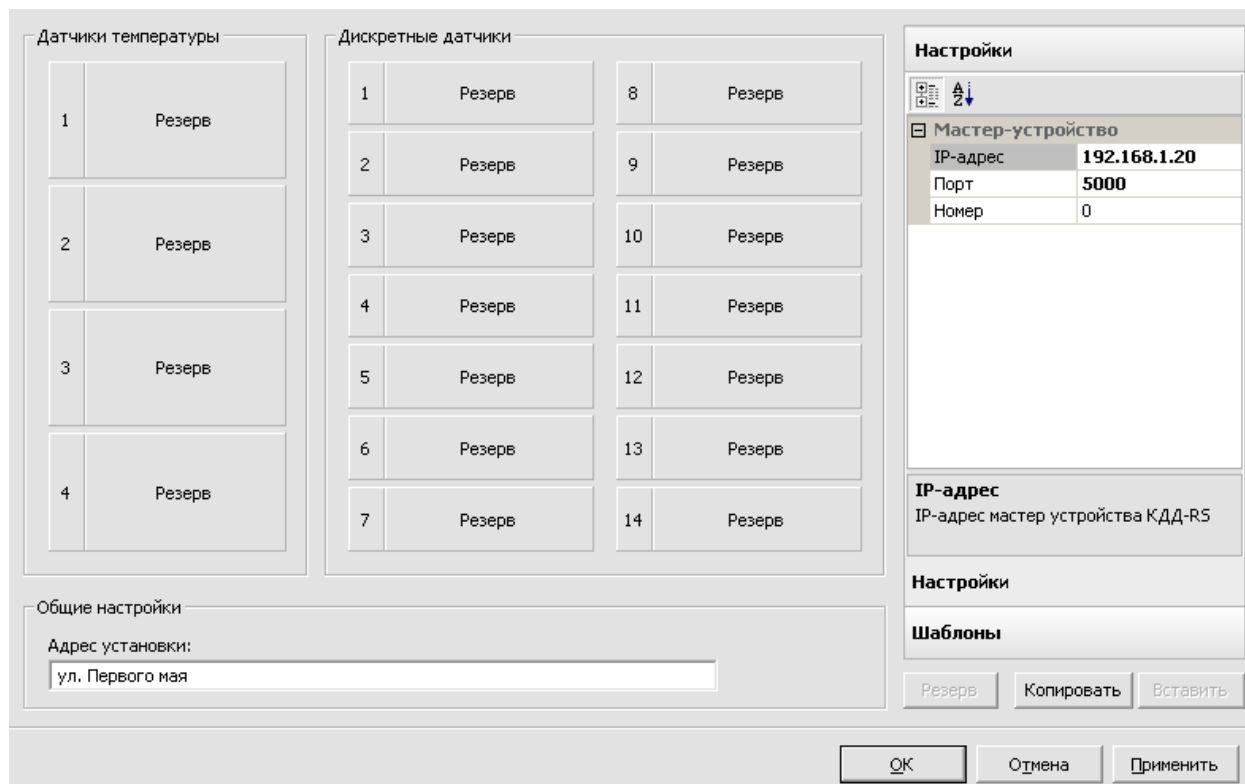 Датчики температуры
1 Резерв
2 Резерв
3 Резерв
4 Резерв
Дискретные датчики
1 Резерв
2 Резерв
3 Резерв
4 Резерв
5 Резерв
6 Резерв
7 Резерв
8 Резерв
9 Резерв
10 Резерв
11 Резерв
12 Резерв
13 Резерв
14 Резерв
Общие настройки
Адрес установки:
ул. Первого мая
Настройки
Мастер-устройство
IP-адрес 192.168.1.20
Порт 5000
Номер 0
IP-адрес
IP-адрес мастер устройства КДД-RS
Настройки
Шаблоны
Резерв Копировать Вставить
OK Отмена Применить